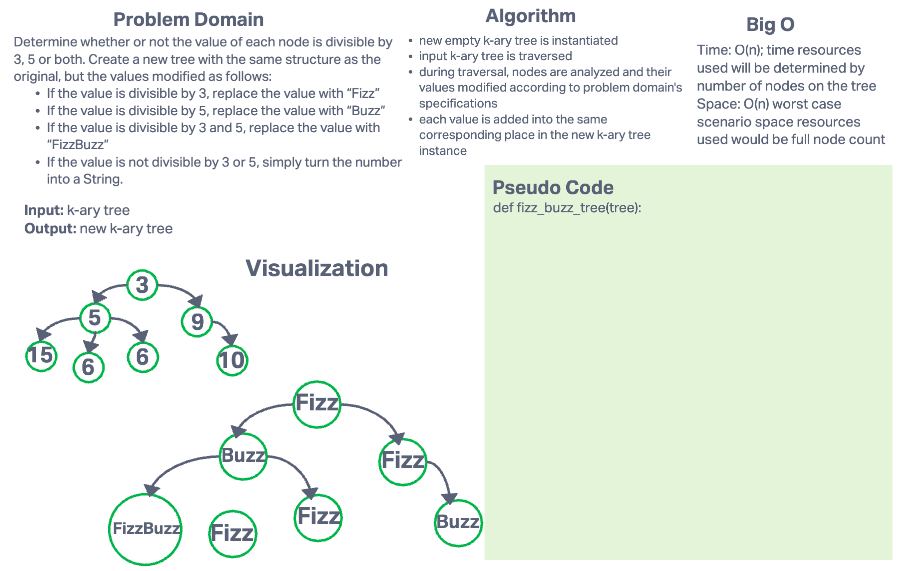 Problem Domain
Determine whether or not the value of each node is divisible by
3, 5 or both. Create a new tree with the same structure as the
original, but the values modified as follows:
• If the value is divisible by 3, replace the value with “Fizz”
• If the value is divisible by 5, replace the value with “Buzz”
• If the value is divisible by 3 and 5, replace the value with
“FizzBuzz”
• If the value is not divisible by 3 or 5, simply turn the number
into a String.
Input: k-ary tree
Output: new k-ary tree
Algorithm
• new empty k-ary tree is instantiated
• input k-ary tree is traversed
• during traversal, nodes are analyzed and their
values modified according to problem domain's
specifications
• each value is added into the same
corresponding place in the new k-ary tree
instance
Big O
Time: O(n); time resources
used will be determined by
number of nodes on the tree
Space: O(n) worst case
scenario space resources
used would be full node count
Pseudo Code
def fizz_buzz_tree(tree):
Visualization
3
5
9
15
6
6
10
Fizz
Buzz
Fizz
FizzBuzz
Fizz
Fizz
Buzz